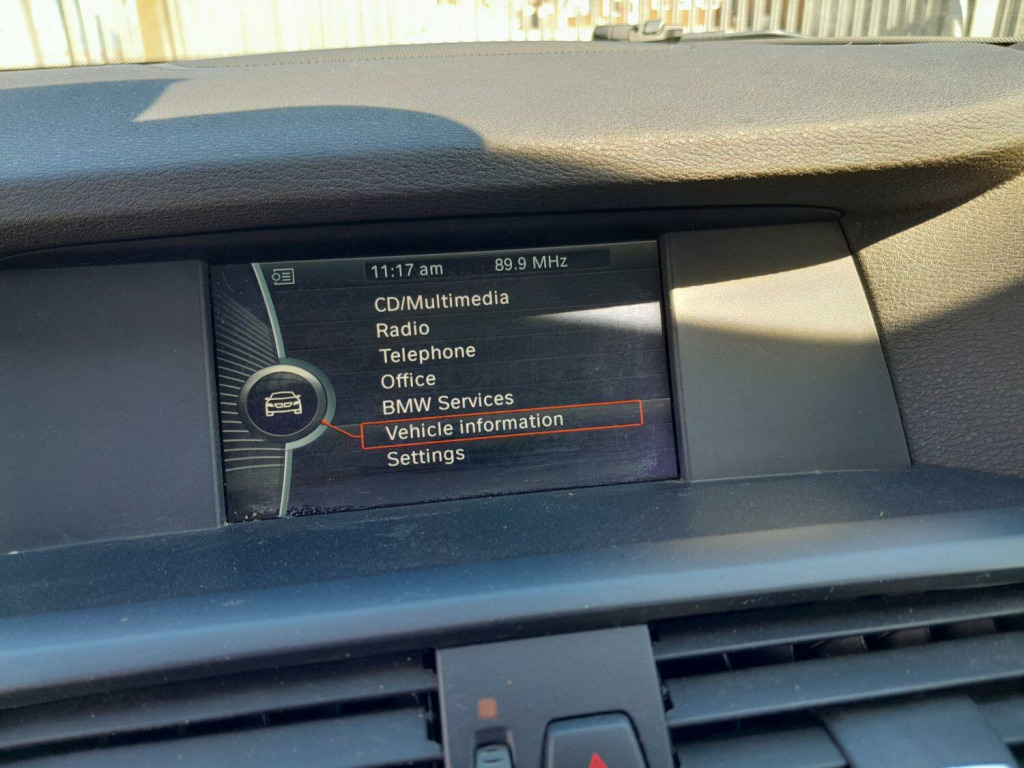 11:17 am 89.9 MHz
CD/Multimedia
Radio
Telephone
Office
BMW Services
Vehicle information
Settings